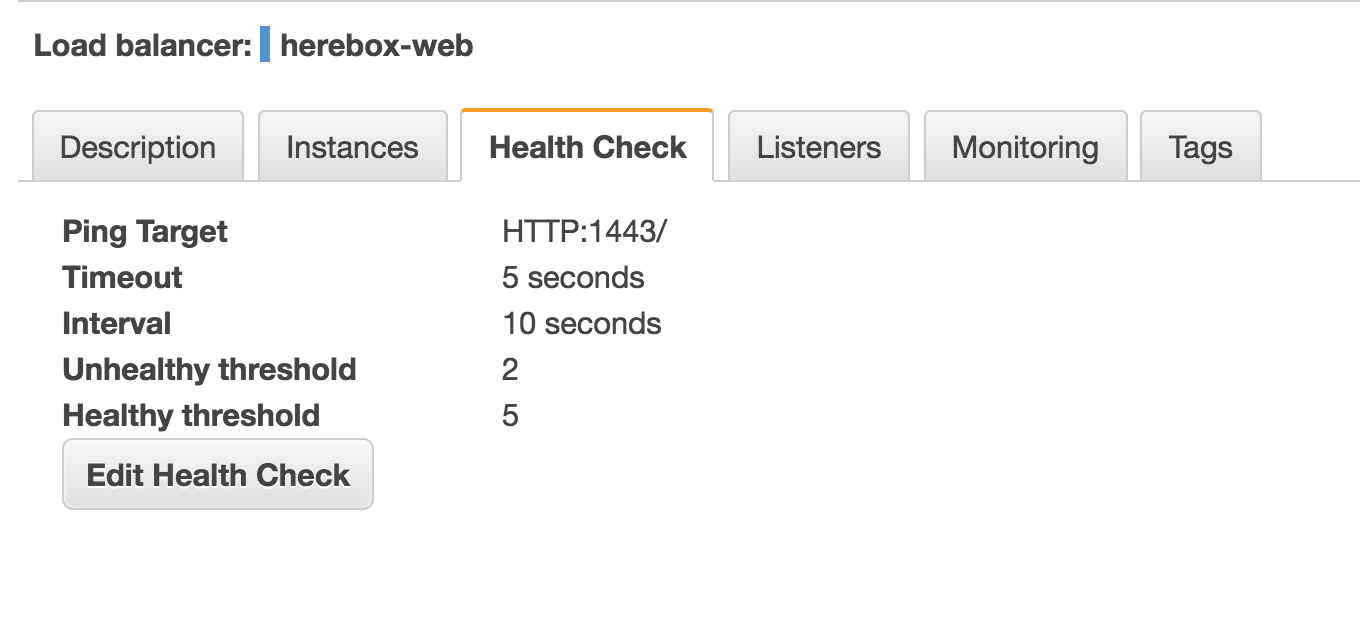 Load balancer: herebox-web
Description Instances Health Check Listeners Monitoring Tags
Ping Target HTTP:1443/
Timeout 5 seconds
Interval 10 seconds
Unhealthy threshold 2
Healthy threshold 5
Edit Health Check